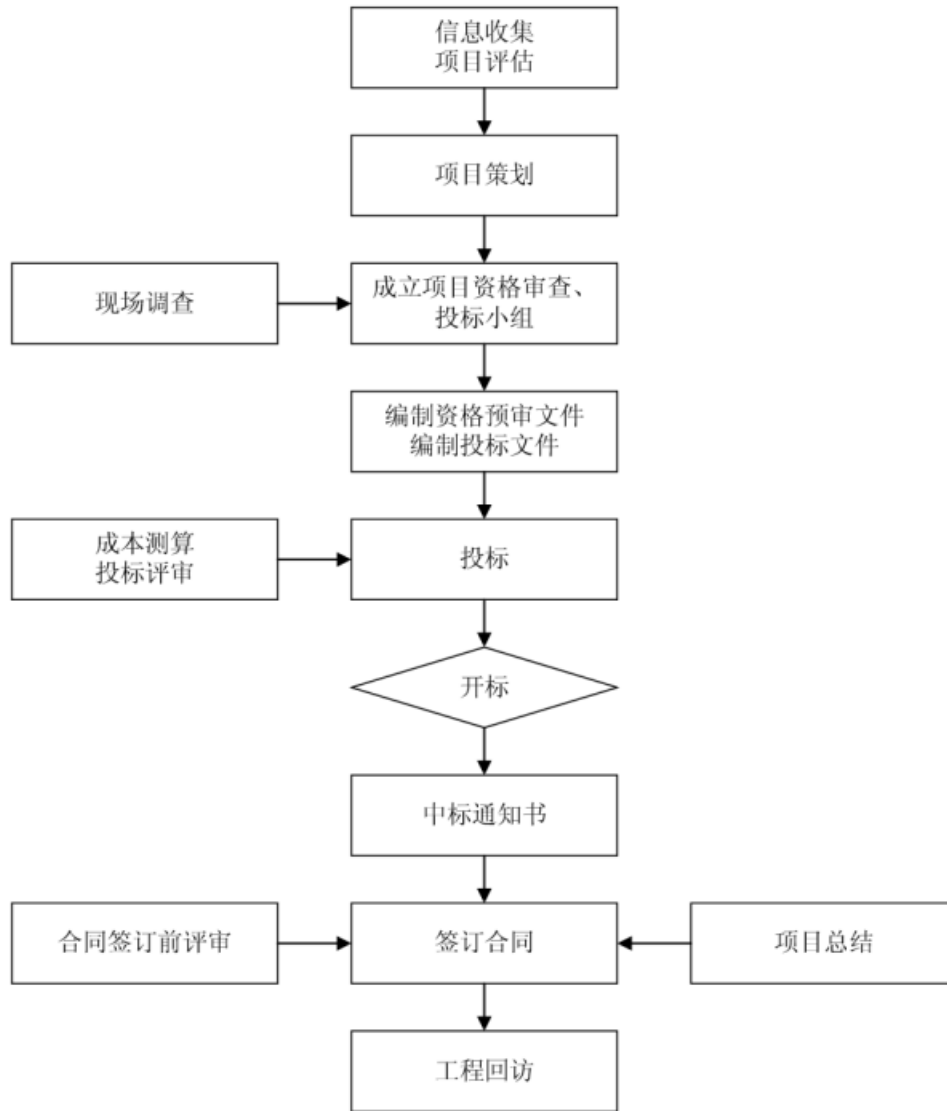 信息收集
项目评估
项目策划
现场调查
成立项目资格审查、
投标小组
编制资格预审文件
编制投标文件
成本测算
投标评审
投标
开标
中标通知书
合同签订前评审
签订合同
项目总结
工程回访